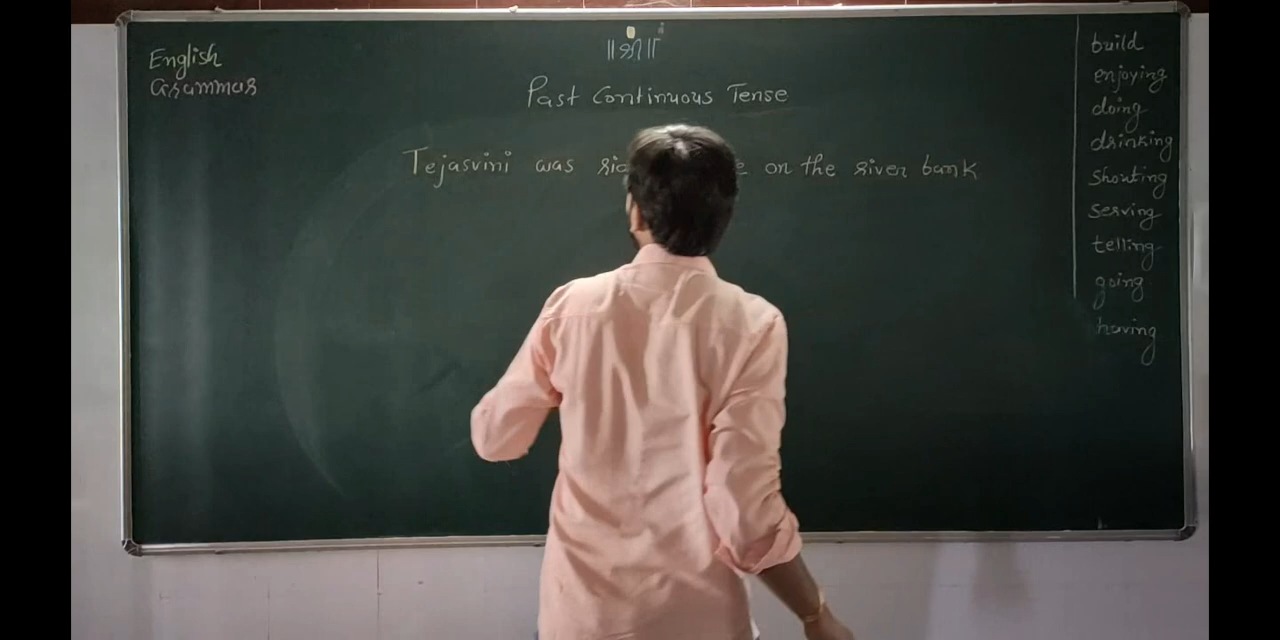 English
Grammar
॥ श्री ॥
Past Continuous Tense
Tejasvini was on the river bank
build
enjoying
doing
drinking
shouting
serving
telling
going
having